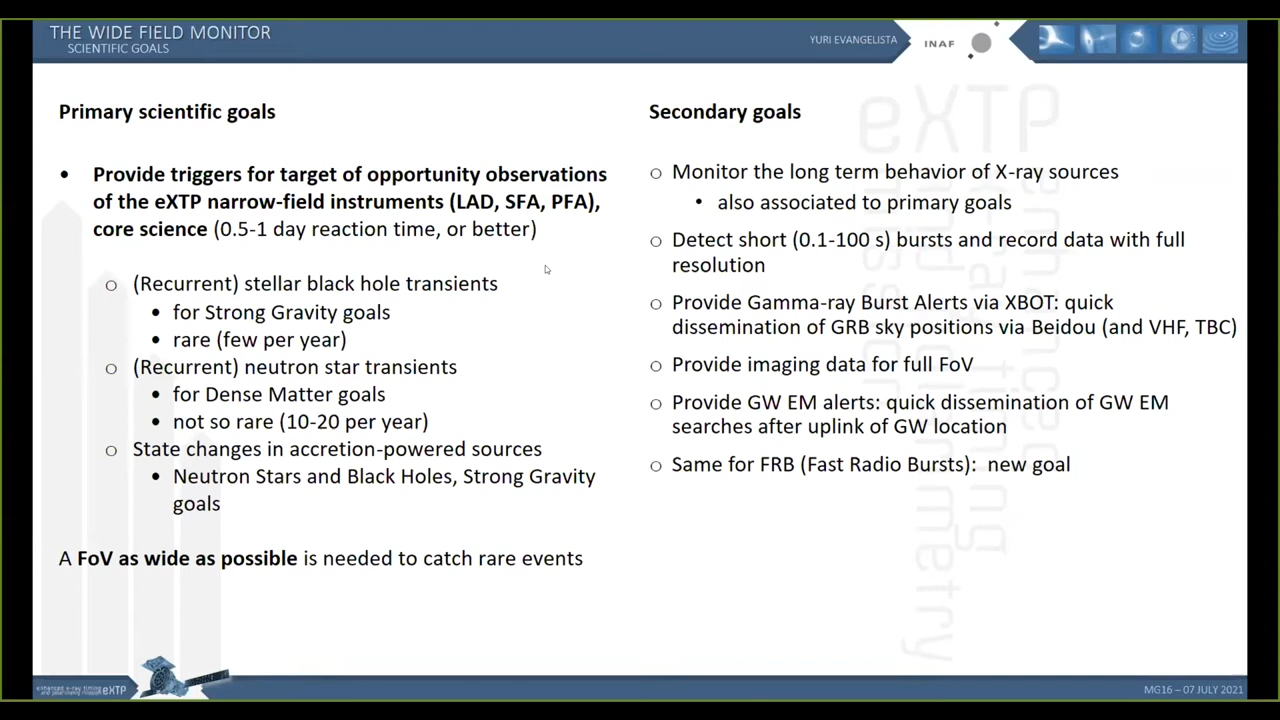 THE WIDE FIELD MONITOR
SCIENTIFIC GOALS
YURI EVANGELISTA
INAF
Primary scientific goals
• Provide triggers for target of opportunity observations
of the eXTP narrow-field instruments (LAD, SFA, PFA),
core science (0.5-1 day reaction time, or better)
o (Recurrent) stellar black hole transients
• for Strong Gravity goals
• rare (few per year)
o (Recurrent) neutron star transients
• for Dense Matter goals
• not so rare (10-20 per year)
o State changes in accretion-powered sources
• Neutron Stars and Black Holes, Strong Gravity
goals
A FoV as wide as possible is needed to catch rare events
Secondary goals
o Monitor the long term behavior of X-ray sources
• also associated to primary goals
o Detect short (0.1-100 s) bursts and record data with full
resolution
o Provide Gamma-ray Burst Alerts via XBOT: quick
dissemination of GRB sky positions via Beidou (and VHF, TBC)
o Provide imaging data for full FoV
o Provide GW EM alerts: quick dissemination of GW EM
searches after uplink of GW location
o Same for FRB (Fast Radio Bursts): new goal
eXTP
enhanced x-ray timing
and polarimetry mission
eXTP
MG16 – 07 JULY 2021